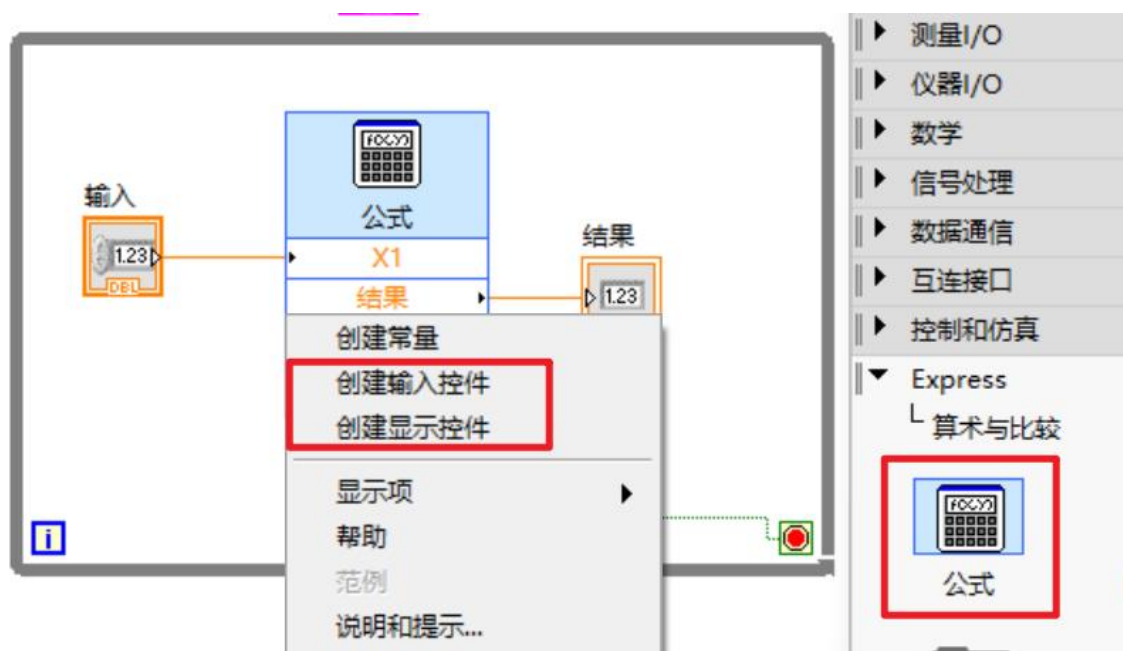 输入
1.23
DBL
f(x,y)
公式
X1
结果
结果
1.23
创建常量
创建输入控件
创建显示控件
显示项
帮助
范例
说明和提示...
i
测量I/O
仪器I/O
数学
信号处理
数据通信
互连接口
控制和仿真
Express
算术与比较
f(x,y)
公式